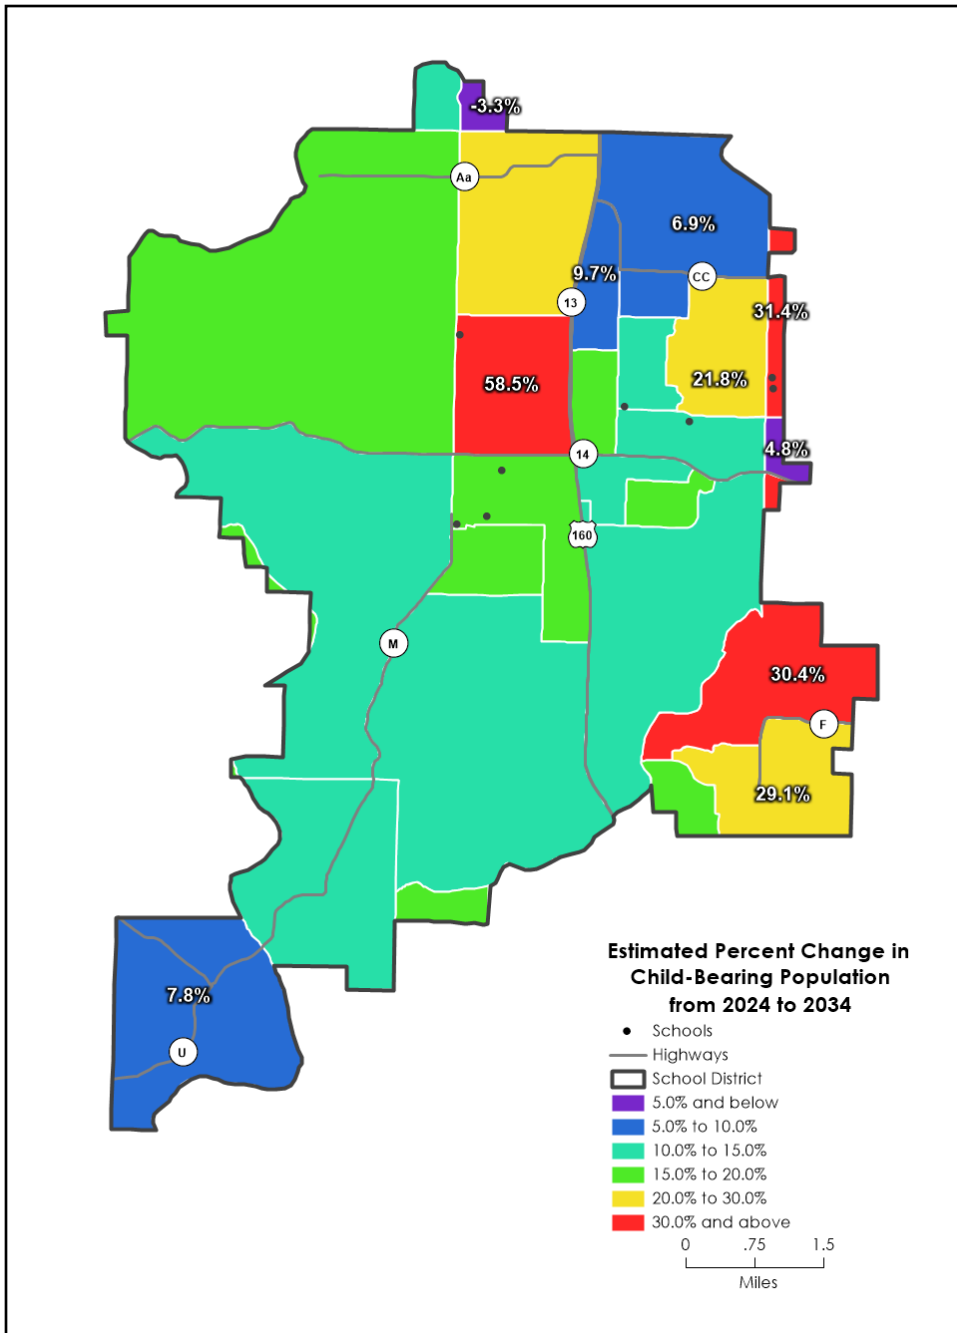 -3.3%
Aa
6.9%
9.7%
CC
13
31.4%
58.5%
21.8%
14
4.8%
160
M
30.4%
F
29.1%
7.8%
U
Estimated Percent Change in
Child-Bearing Population
from 2024 to 2034
Schools
Highways
School District
5.0% and below
5.0% to 10.0%
10.0% to 15.0%
15.0% to 20.0%
20.0% to 30.0%
30.0% and above
0 .75 1.5
Miles